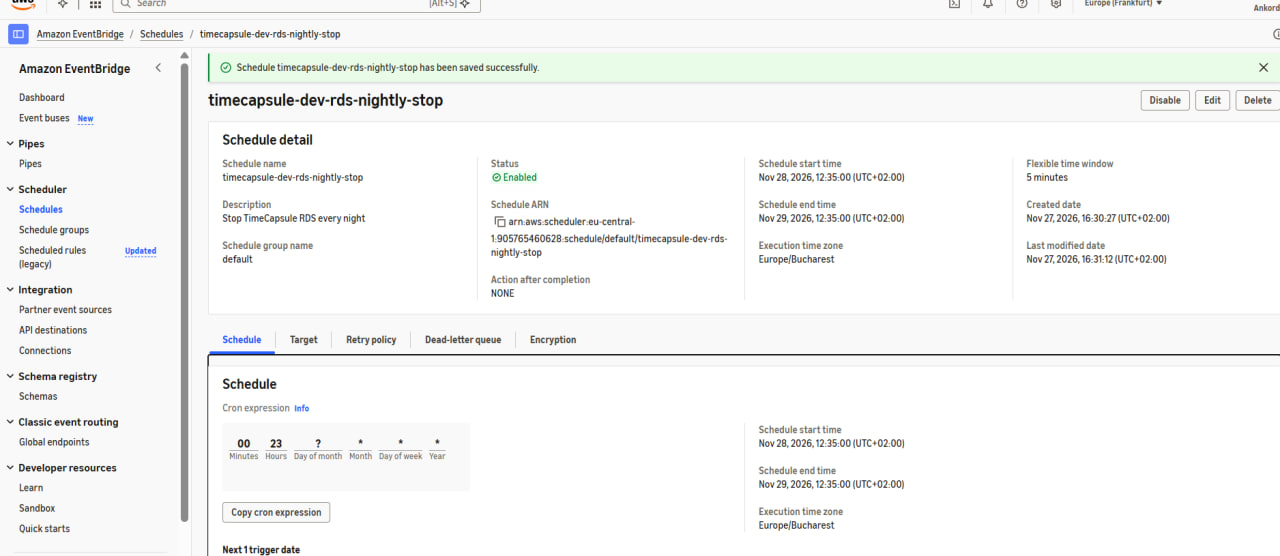 aws
Search
[Alt+S]
Europe (Frankfurt)
Ankord
Amazon EventBridge / Schedules / timecapsule-dev-rds-nightly-stop
Amazon EventBridge
Dashboard
Event buses New
Pipes
Pipes
Scheduler
Schedules
Schedule groups
Scheduled rules
(legacy)
Updated
Integration
Partner event sources
API destinations
Connections
Schema registry
Schemas
Classic event routing
Global endpoints
Developer resources
Learn
Sandbox
Quick starts
Schedule timecapsule-dev-rds-nightly-stop has been saved successfully.
timecapsule-dev-rds-nightly-stop
Disable
Edit
Delete
Schedule detail
Schedule name
timecapsule-dev-rds-nightly-stop
Description
Stop TimeCapsule RDS every night
Schedule group name
default
Status
Enabled
Schedule ARN
arn:aws:scheduler:eu-central-
1:905765460628:schedule/default/timecapsule-dev-rds-
nightly-stop
Action after completion
NONE
Schedule start time
Nov 28, 2026, 12:35:00 (UTC+02:00)
Schedule end time
Nov 29, 2026, 12:35:00 (UTC+02:00)
Execution time zone
Europe/Bucharest
Flexible time window
5 minutes
Created date
Nov 27, 2026, 16:30:27 (UTC+02:00)
Last modified date
Nov 27, 2026, 16:31:12 (UTC+02:00)
Schedule
Target
Retry policy
Dead-letter queue
Encryption
Schedule
Cron expression Info
00 23 ? * * *
Minutes Hours Day of month Month Day of week Year
Copy cron expression
Next 1 trigger date
Schedule start time
Nov 28, 2026, 12:35:00 (UTC+02:00)
Schedule end time
Nov 29, 2026, 12:35:00 (UTC+02:00)
Execution time zone
Europe/Bucharest